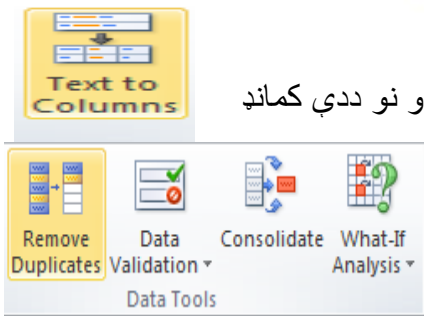 Text to
Columns
و نو ددې کمانډ
Remove Data Consolidate What-If
Duplicates Validation Analysis
Data Tools